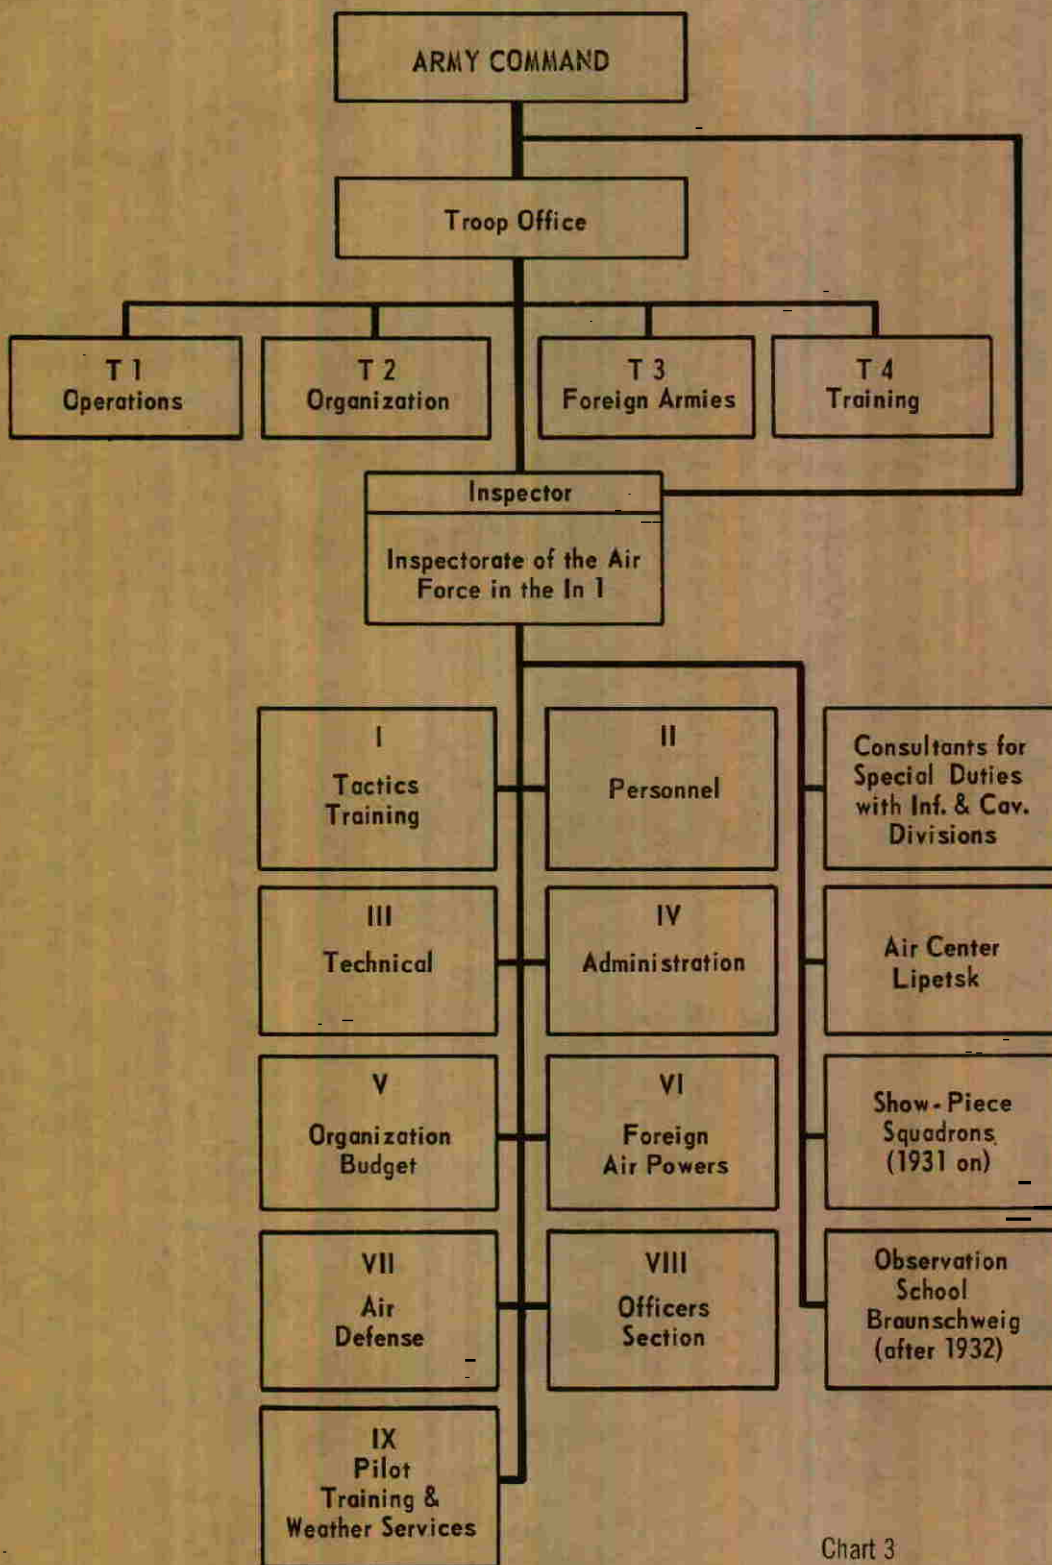 ARMY COMMAND
Troop Office
T 1
Operations
T 2
Organization
T 3
Foreign Armies
T 4
Training
Inspector
Inspectorate of the Air
Force in the In 1
I
Tactics
Training
II
Personnel
Consultants for
Special Duties
with Inf. & Cav.
Divisions
III
Technical
IV
Administration
Air Center
Lipetsk
V
Organization
Budget
VI
Foreign
Air Powers
Show-Piece
Squadrons
(1931 on)
VII
Air
Defense
VIII
Officers
Section
Observation
School
Braunschweig
(after 1932)
IX
Pilot
Training &
Weather Services
Chart 3